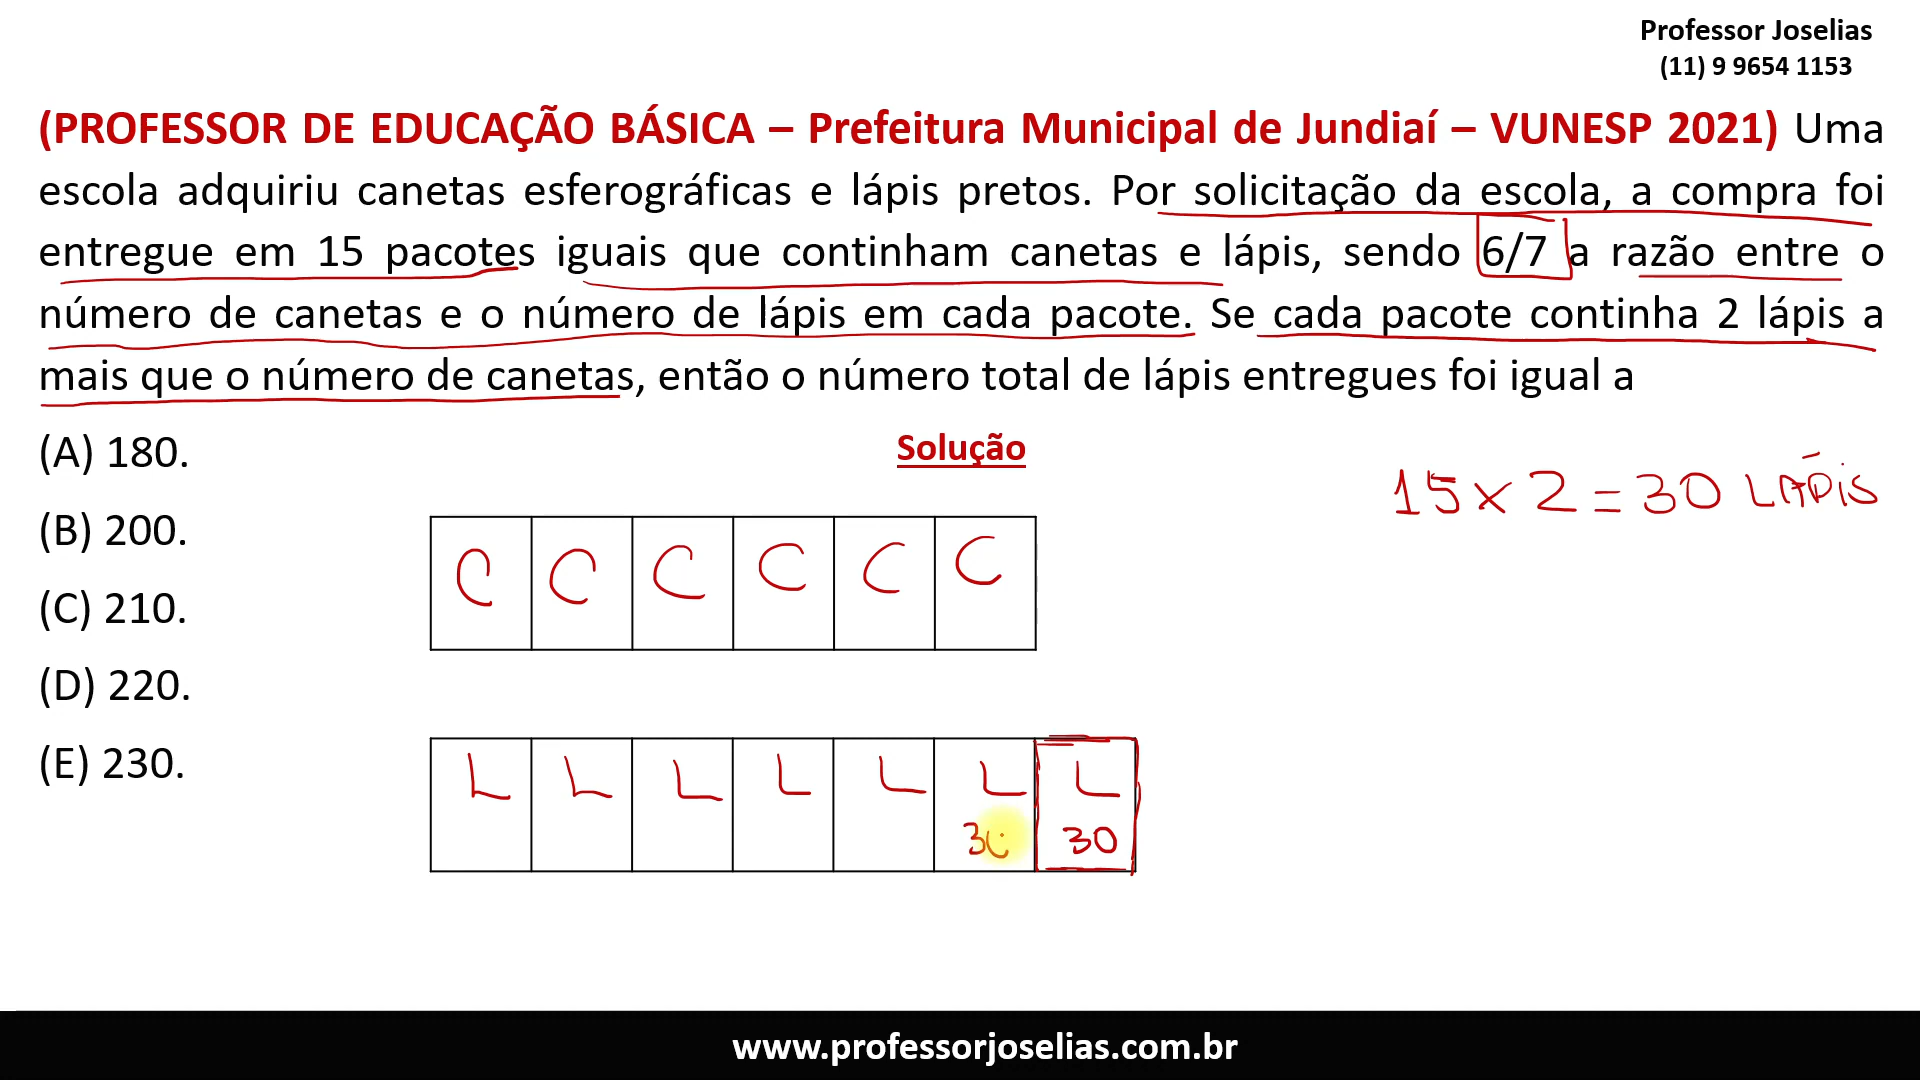 Professor Joselias
(11) 9 9654 1153
(PROFESSOR DE EDUCAÇÃO BÁSICA – Prefeitura Municipal de Jundiaí – VUNESP 2021) Uma
escola adquiriu canetas esferográficas e lápis pretos. Por solicitação da escola, a compra foi
entregue em 15 pacotes iguais que continham canetas e lápis, sendo 6/7 a razão entre o
número de canetas e o número de lápis em cada pacote. Se cada pacote continha 2 lápis a
mais que o número de canetas, então o número total de lápis entregues foi igual a
(A) 180.
Solução
15 x 2 = 30 LÁPIS
(B) 200.
C C C C C C
(C) 210.
(D) 220.
(E) 230.
L L L L L L L
30 30
www.professorjoselias.com.br